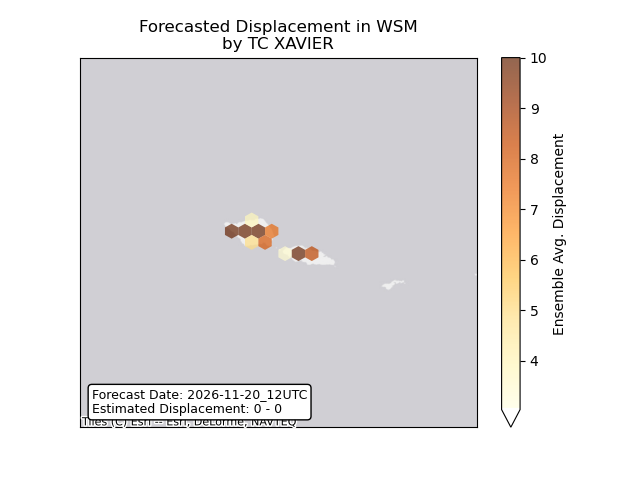 Forecasted Displacement in WSM
by TC XAVIER
10
9
8
7
6
5
4
Ensemble Avg. Displacement
Forecast Date: 2026-11-20_12UTC
Estimated Displacement: 0 - 0
Tiles (C) Esri -- Esri, DeLorme, NAVTEQ